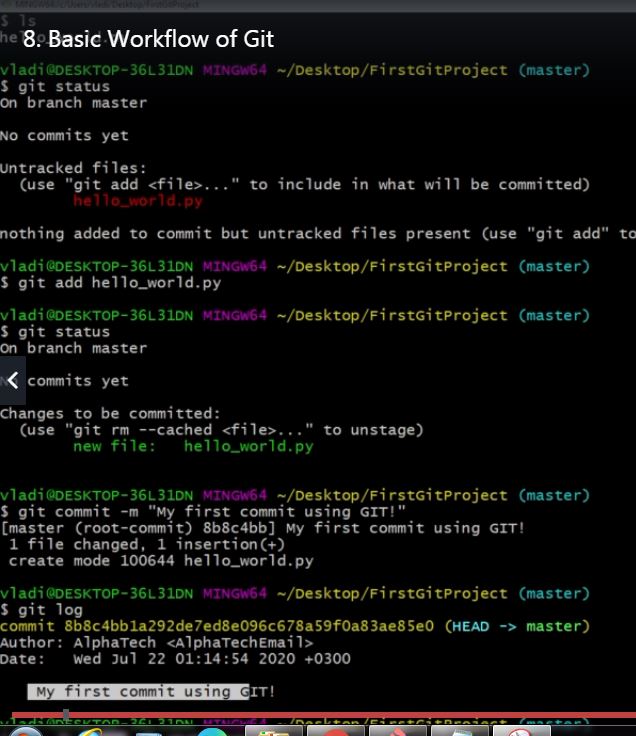 MINGW64:/c/Users/vladi/Desktop/FirstGitProject
$ ls
8. Basic Workflow of Git
vladi@DESKTOP-36L31DN MINGW64 ~/Desktop/FirstGitProject (master)
$ git status
On branch master
No commits yet
Untracked files:
(use "git add <file>..." to include in what will be committed)
hello_world.py
nothing added to commit but untracked files present (use "git add" to
vladi@DESKTOP-36L31DN MINGW64 ~/Desktop/FirstGitProject (master)
$ git add hello_world.py
vladi@DESKTOP-36L31DN MINGW64 ~/Desktop/FirstGitProject (master)
$ git status
On branch master
commits yet
Changes to be committed:
(use "git rm --cached <file>..." to unstage)
new file: hello_world.py
vladi@DESKTOP-36L31DN MINGW64 ~/Desktop/FirstGitProject (master)
$ git commit -m "My first commit using GIT!"
[master (root-commit) 8b8c4bb] My first commit using GIT!
1 file changed, 1 insertion(+)
create mode 100644 hello_world.py
vladi@DESKTOP-36L31DN MINGW64 ~/Desktop/FirstGitProject (master)
$ git log
commit 8b8c4bb1a292de7ed8e096c678a59f0a83ae85e0 (HEAD -> master)
Author: AlphaTech <AlphaTechEmail>
Date: Wed Jul 22 01:14:54 2020 +0300
My first commit using GIT!
vladi@DESKTOP-36L31DN MINGW64 ~/Desktop/FirstGitProject (master)